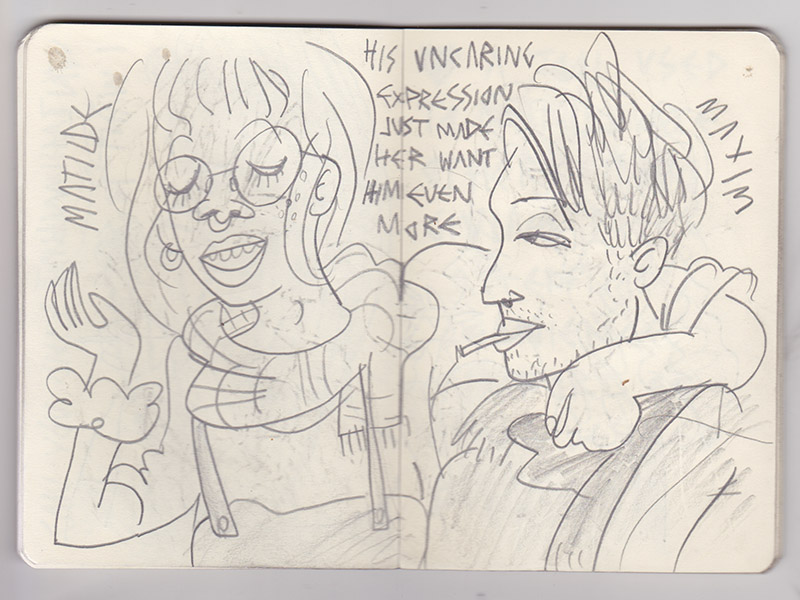 MATILDE
HIS UNCARING
EXPRESSION
JUST MADE
HER WANT
HIM EVEN
MORE
MAXIM